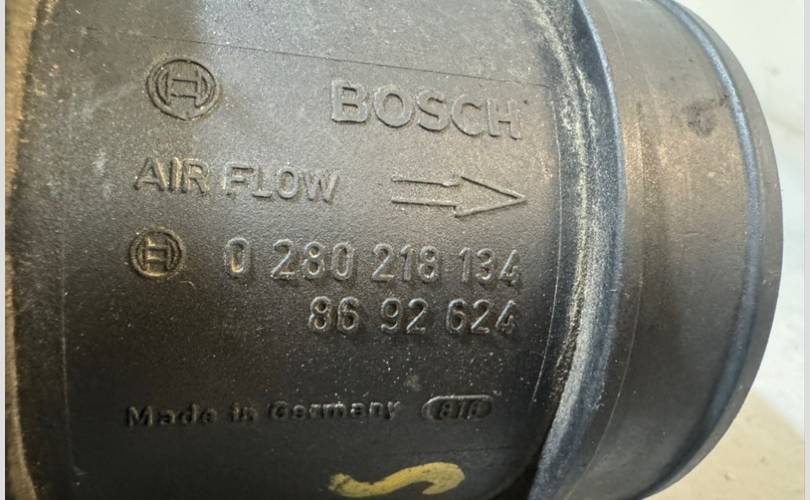 BOSCH
AIR FLOW
0 280 218 134
86 92 624
Made in Germany
S